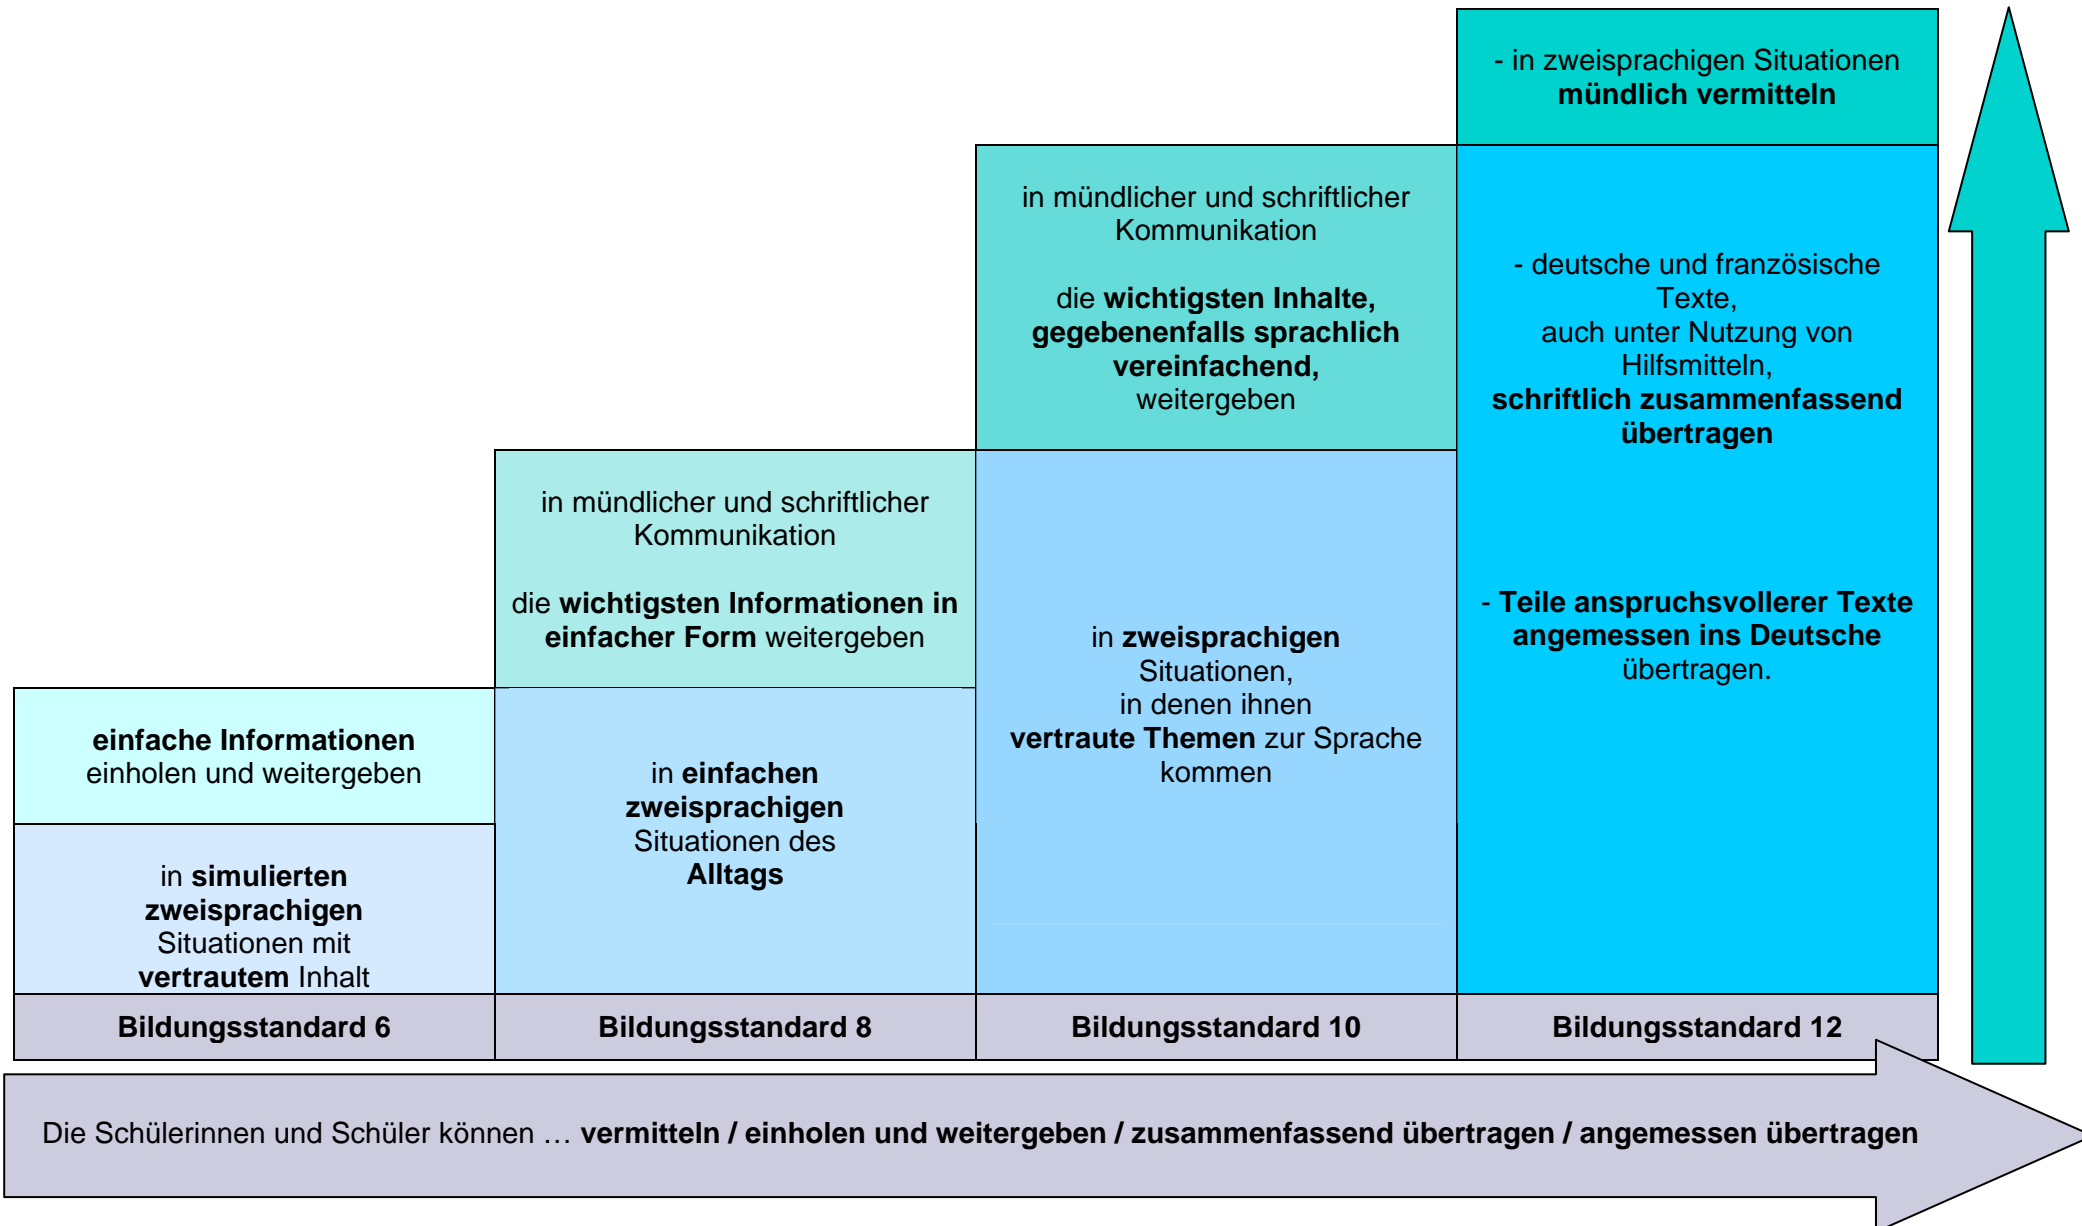 einfache Informationen
einholen und weitergeben
in simulierten
zweisprachigen
Situationen mit
vertrautem Inhalt
Bildungsstandard 6
in mündlicher und schriftlicher
Kommunikation
die wichtigsten Informationen in
einfacher Form weitergeben
in einfachen
zweisprachigen
Situationen des
Alltags
Bildungsstandard 8
in mündlicher und schriftlicher
Kommunikation
die wichtigsten Inhalte,
gegebenenfalls sprachlich
vereinfachend,
weitergeben
in zweisprachigen
Situationen,
in denen ihnen
vertraute Themen zur Sprache
kommen
Bildungsstandard 10
- in zweisprachigen Situationen
mündlich vermitteln
- deutsche und französische
Texte,
auch unter Nutzung von
Hilfsmitteln,
schriftlich zusammenfassend
übertragen
- Teile anspruchsvollerer Texte
angemessen ins Deutsche
übertragen.
Bildungsstandard 12
Die Schülerinnen und Schüler können … vermitteln / einholen und weitergeben / zusammenfassend übertragen / angemessen übertragen